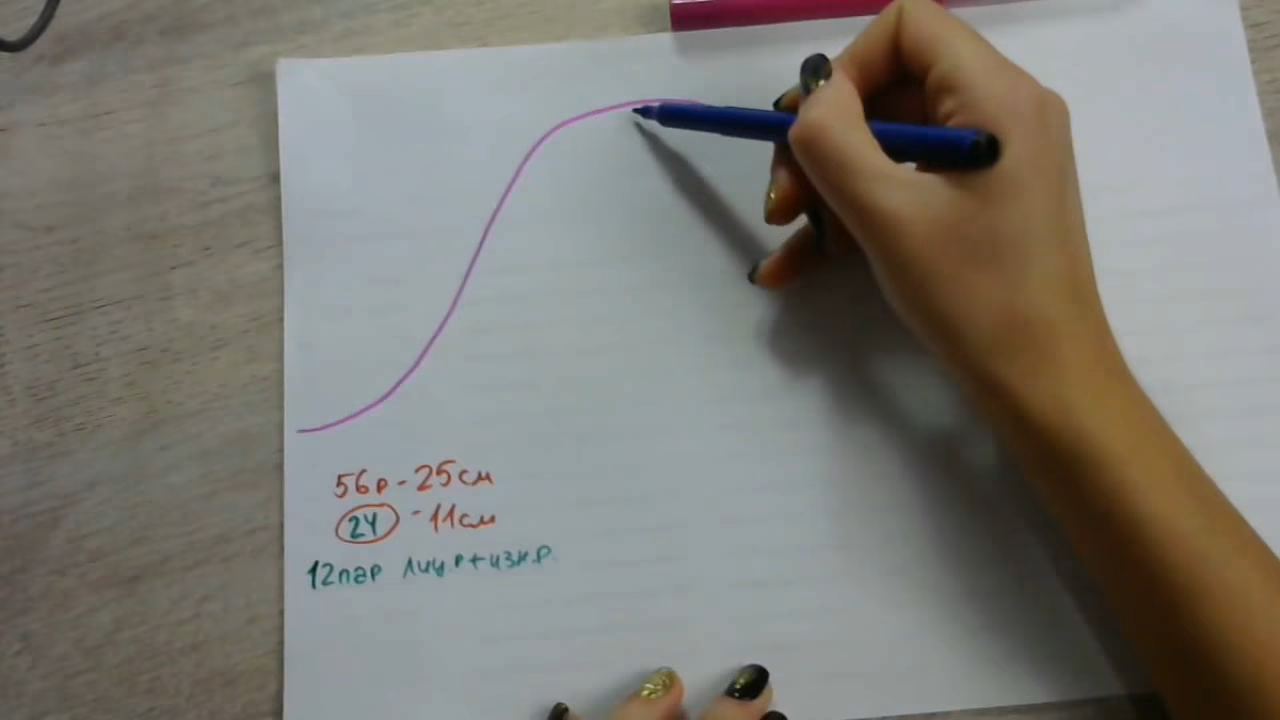 56р - 25см
24 - 11см
12пар лиц.р + изн.р.